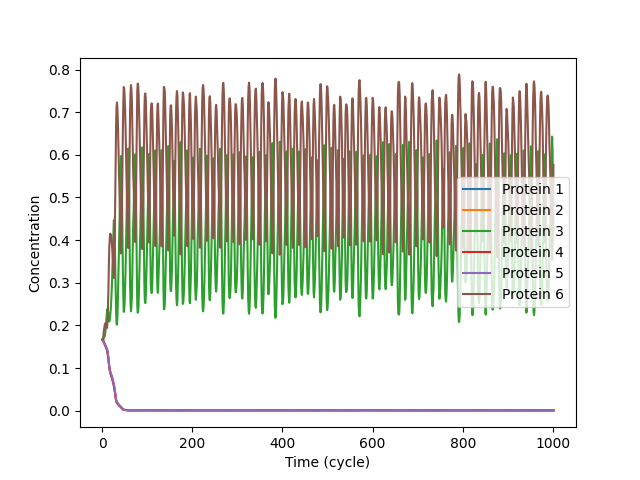 0.8
0.7
0.6
0.5
0.4
0.3
0.2
0.1
0.0
Concentration
0
200
400
600
800
1000
Time (cycle)
Protein 1
Protein 2
Protein 3
Protein 4
Protein 5
Protein 6